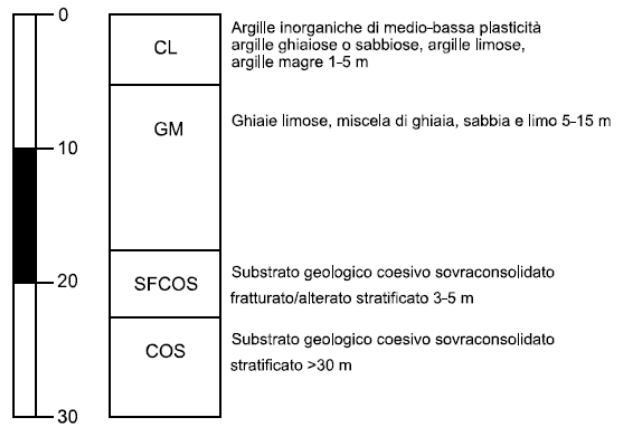 0
CL
Argille inorganiche di medio-bassa plasticità
argille ghiaiose o sabbiose, argille limose,
argille magre 1-5 m
GM
Ghiaie limose, miscela di ghiaia, sabbia e limo 5-15 m
10
20
SFCOS
Substrato geologico coesivo sovraconsolidato
fratturato/alterato stratificato 3-5 m
COS
Substrato geologico coesivo sovraconsolidato
stratificato >30 m
30